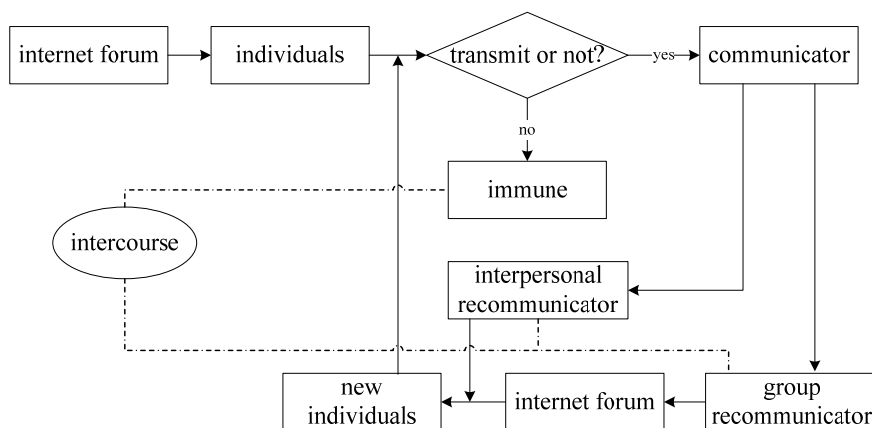 internet forum
individuals
transmit or not?
yes
communicator
no
immune
intercourse
interpersonal
recommunicator
new
individuals
internet forum
group
recommunicator